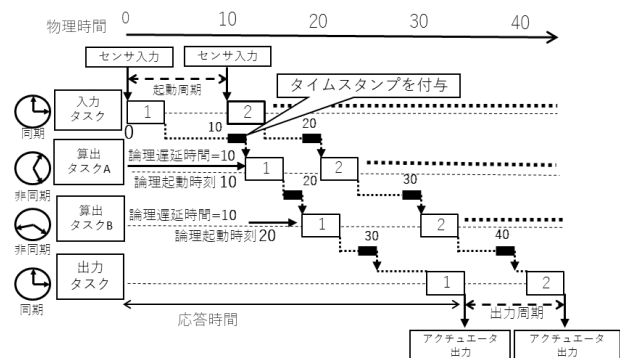 物理時間 0 10 20 30 40
センサ入力 センサ入力
タイムスタンプを付与
起動周期
入力
タスク
1 2
同期
0
10 20
算出
タスクA
論理遅延時間=10
論理起動時刻 10
1 2
非同期
20 30
算出
タスクB
論理遅延時間=10
論理起動時刻 20
1 2
非同期
30 40
出力
タスク
1 2
同期
応答時間
出力周期
アクチュエータ
出力
アクチュエータ
出力